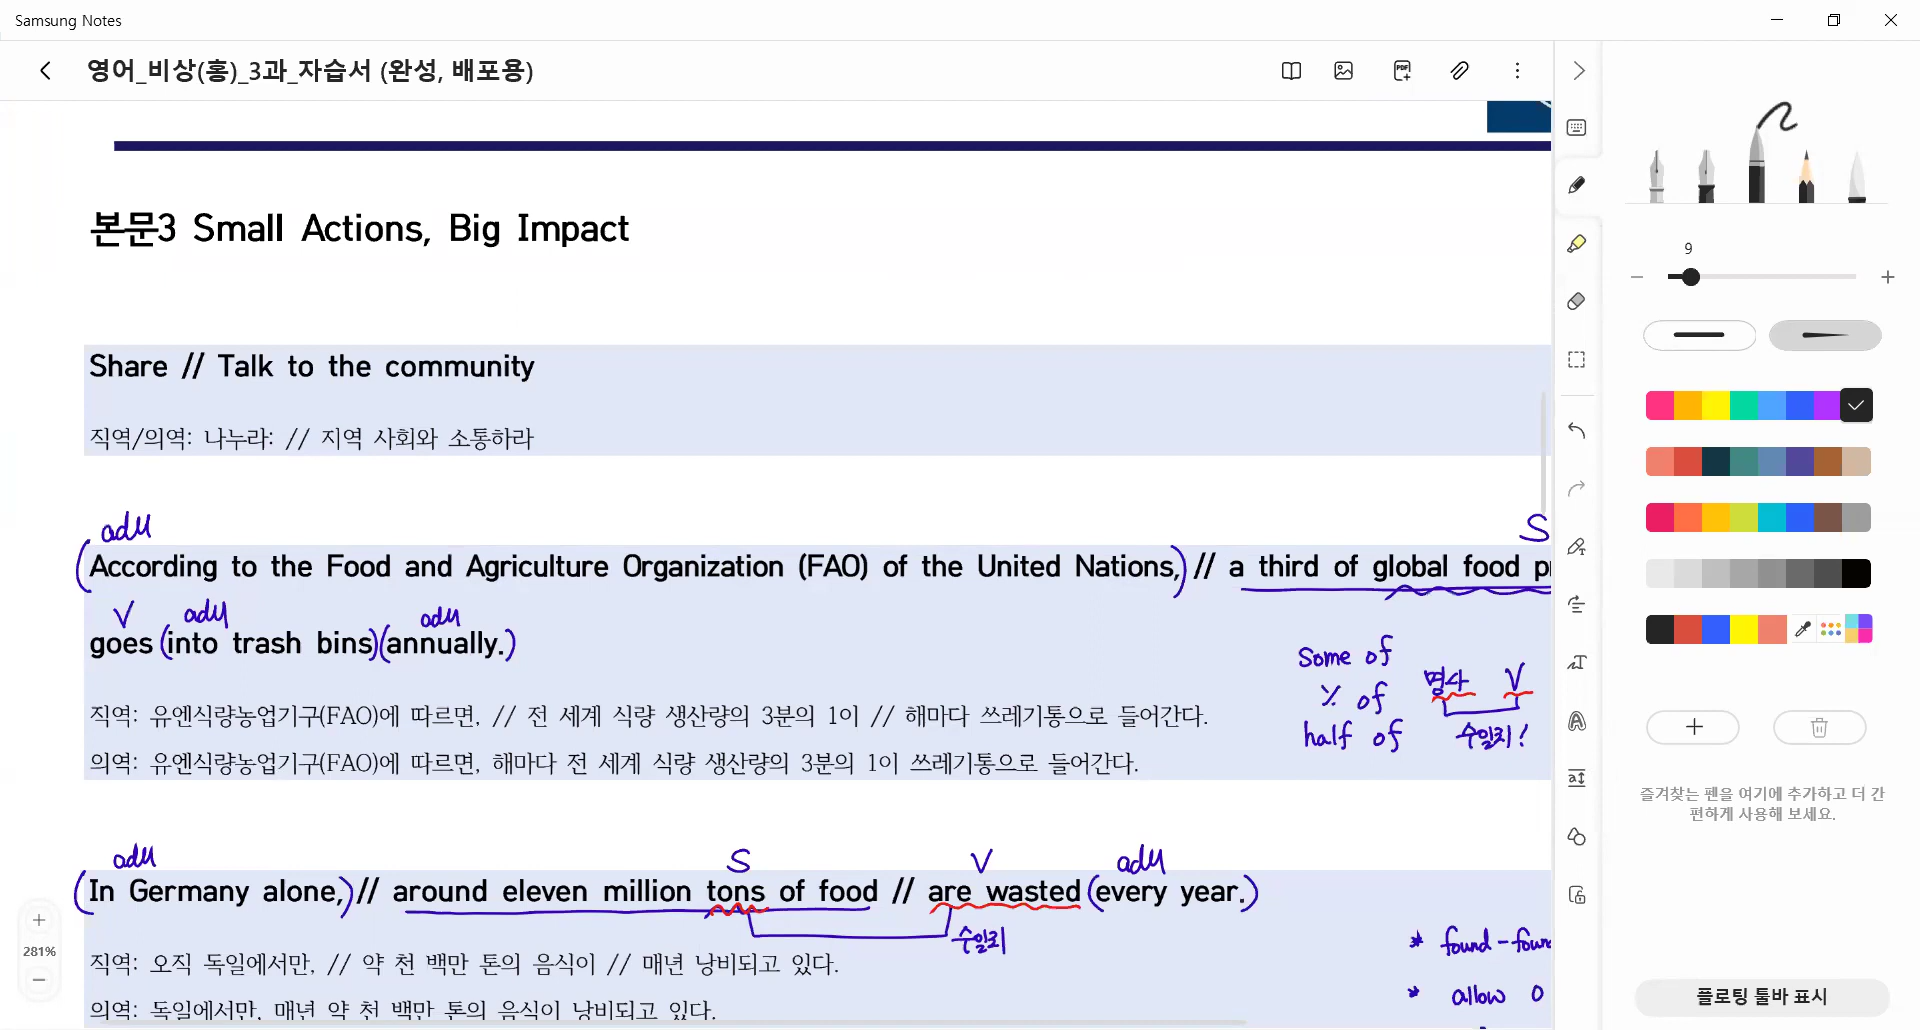 Samsung Notes
영어_비상(홍)_3과_자습서 (완성, 배포용)
본문3 Small Actions, Big Impact
Share // Talk to the community
직역/의역: 나누라: // 지역 사회와 소통하라
adv
S
(According to the Food and Agriculture Organization (FAO) of the United Nations,) // a third of global food
V adv adv
goes (into trash bins) (annually.)
some of
% of 명사 V
half of 수일치!
직역: 유엔식량농업기구(FAO)에 따르면, // 전 세계 식량 생산량의 3분의 1이 // 해마다 쓰레기통으로 들어간다.
의역: 유엔식량농업기구(FAO)에 따르면, 해마다 전 세계 식량 생산량의 3분의 1이 쓰레기통으로 들어간다.
adv S V adv
(In Germany alone,) // around eleven million tons of food // are wasted (every year.)
수일치
직역: 오직 독일에서만, // 약 천 백만 톤의 음식이 // 매년 낭비되고 있다.
* found -
의역: 독일에서만, 매년 약 천 백만 톤의 음식이 낭비되고 있다.
* allow O
281%
PDF
9
즐겨찾는 펜을 여기에 추가하고 더 간
편하게 사용해 보세요.
플로팅 툴바 표시